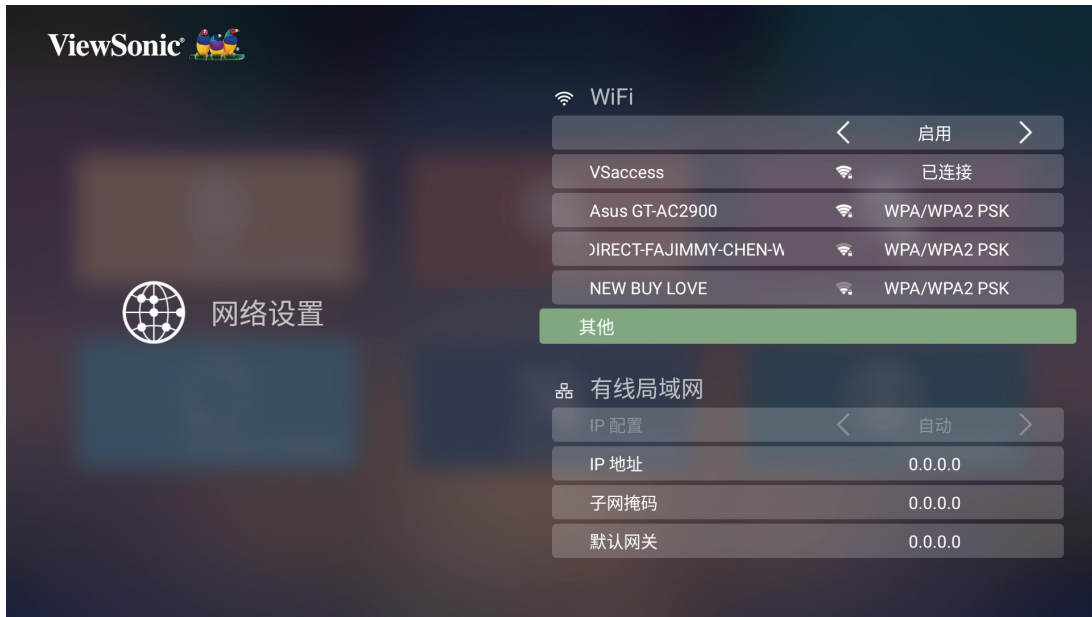 ViewSonic®
WiFi
启用
VSaccess 已连接
Asus GT-AC2900 WPA/WPA2 PSK
DIRECT-FAJIMMY-CHEN-W WPA/WPA2 PSK
NEW BUY LOVE WPA/WPA2 PSK
网络设置
其他
有线局域网
IP 配置 自动
IP 地址 0.0.0.0
子网掩码 0.0.0.0
默认网关 0.0.0.0